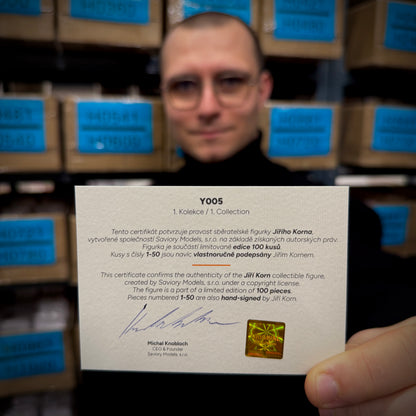 Y005
1. Kolekce / 1. Collection
Tento certifikát potvrzuje pravost sběratelské figurky Jiřího Korna,
vytvořené společností Saviory Models, s.r.o. na základě získaných autorských práv.
Figurka je součástí limitované edice 100 kusů.
Kusy s čísly 1-50 jsou navíc vlastnoručně podepsány Jiřím Kornem.
This certificate confirms the authenticity of the Jiří Korn collectible figure,
created by Saviory Models, s.r.o. under a copyright license.
The figure is a part of a limited edition of 100 pieces.
Pieces numbered 1-50 are also hand-signed by Jiří Korn.
Michal Knobloch
CEO & Founder
Saviory Models, s.r.o.